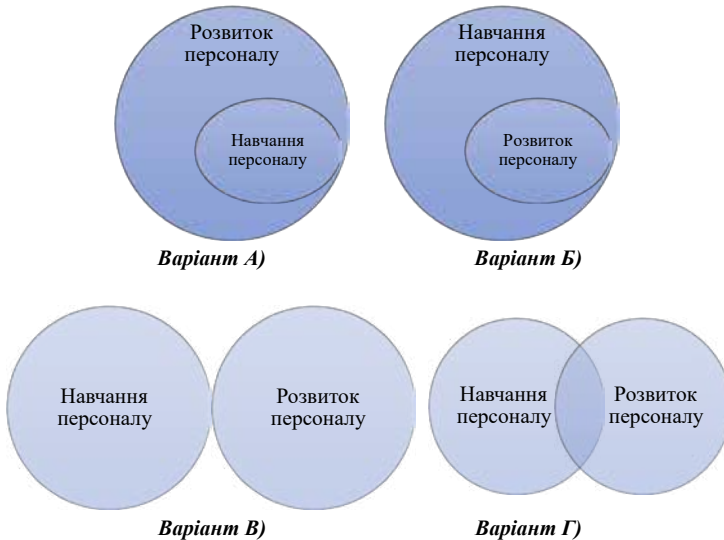 Розвиток
персоналу
Навчання
персоналу
Варіант А)
Навчання
персоналу
Розвиток
персоналу
Варіант Б)
Навчання
персоналу
Розвиток
персоналу
Варіант В)
Навчання
персоналу
Розвиток
персоналу
Варіант Г)